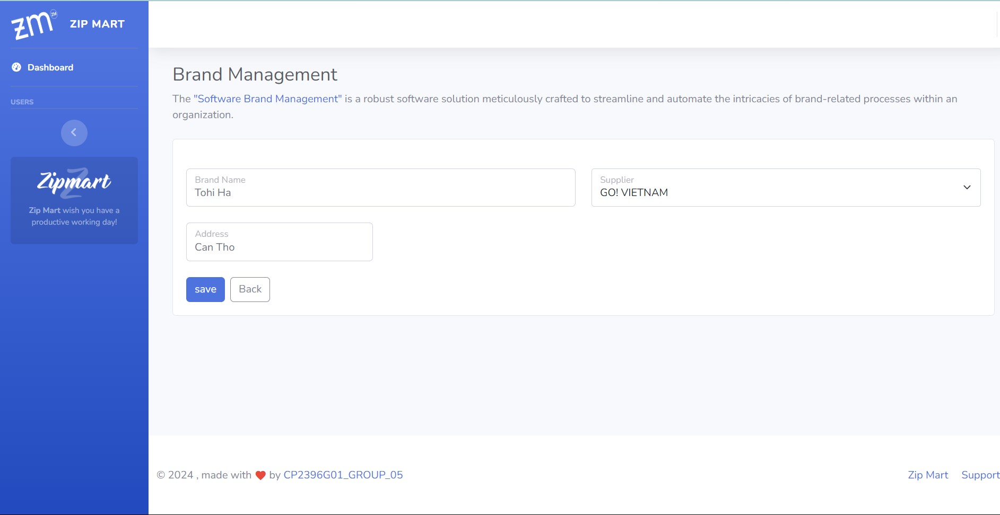 zm ZM ZIP MART
Dashboard
USERS
Zipmart
Zip Mart wish you have a
productive working day!
Brand Management
The "Software Brand Management" is a robust software solution meticulously crafted to streamline and automate the intricacies of brand-related processes within an
organization.
Brand Name
Tohi Ha
Supplier
GO! VIETNAM
Address
Can Tho
save Back
© 2024 , made with ❤ by CP2396G01_GROUP_05
Zip Mart Support